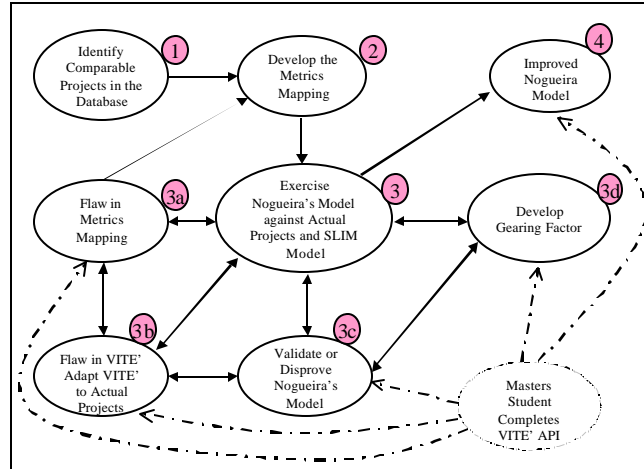 1
Identify
Comparable
Projects in the
Database
2
Develop the
Metrics
Mapping
4
Improved
Nogueira
Model
3a
Flaw in
Metrics
Mapping
3
Exercise
Nogueira's Model
against Actual
Projects and SLIM
Model
3d
Develop
Gearing Factor
3b
Flaw in VITE'
Adapt VITE'
to Actual
Projects
3c
Validate or
Disprove
Nogueira's
Model
Masters
Student
Completes
VITE' API